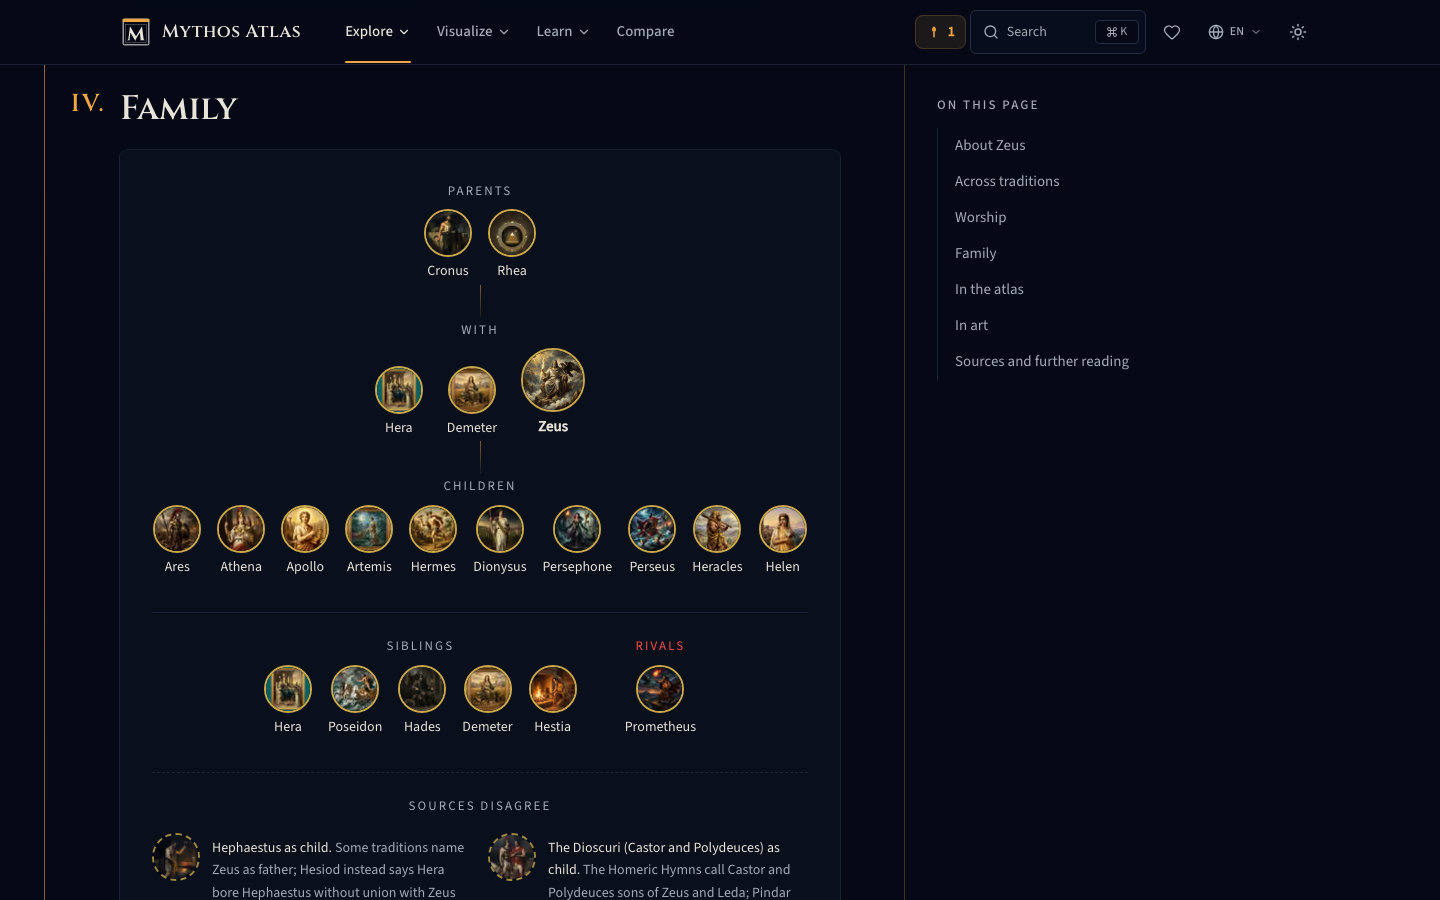 MYTHOS ATLAS
Explore
Visualize
Learn
Compare
1
Search
⌘ K
EN
IV. FAMILY
PARENTS
Cronus
Rhea
WITH
Hera
Demeter
Zeus
CHILDREN
Ares
Athena
Apollo
Artemis
Hermes
Dionysus
Persephone
Perseus
Heracles
Helen
SIBLINGS
Hera
Poseidon
Hades
Demeter
Hestia
RIVALS
Prometheus
SOURCES DISAGREE
Hephaestus as child. Some traditions name
Zeus as father; Hesiod instead says Hera
bore Hephaestus without union with Zeus
The Dioscuri (Castor and Polydeuces) as
child. The Homeric Hymns call Castor and
Polydeuces sons of Zeus and Leda; Pindar
ON THIS PAGE
About Zeus
Across traditions
Worship
Family
In the atlas
In art
Sources and further reading